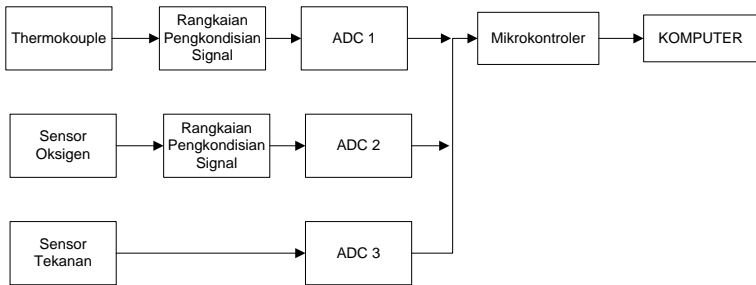 Thermokouple
Rangkaian
Pengkondisian
Signal
ADC 1
Mikrokontroler
KOMPUTER
Sensor
Oksigen
Rangkaian
Pengkondisian
Signal
ADC 2
Sensor
Tekanan
ADC 3